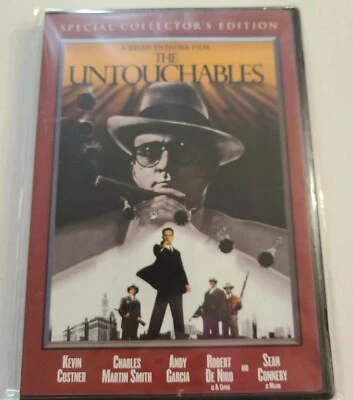 SPECIAL COLLECTOR'S EDITION
A BRIAN DE PALMA FILM
THE
UNTOUCHABLES
KEVIN COSTNER
CHARLES MARTIN SMITH
ANDY GARCIA
ROBERT DE NIRO AS AL CAPONE
AND
SEAN CONNERY AS MALONE